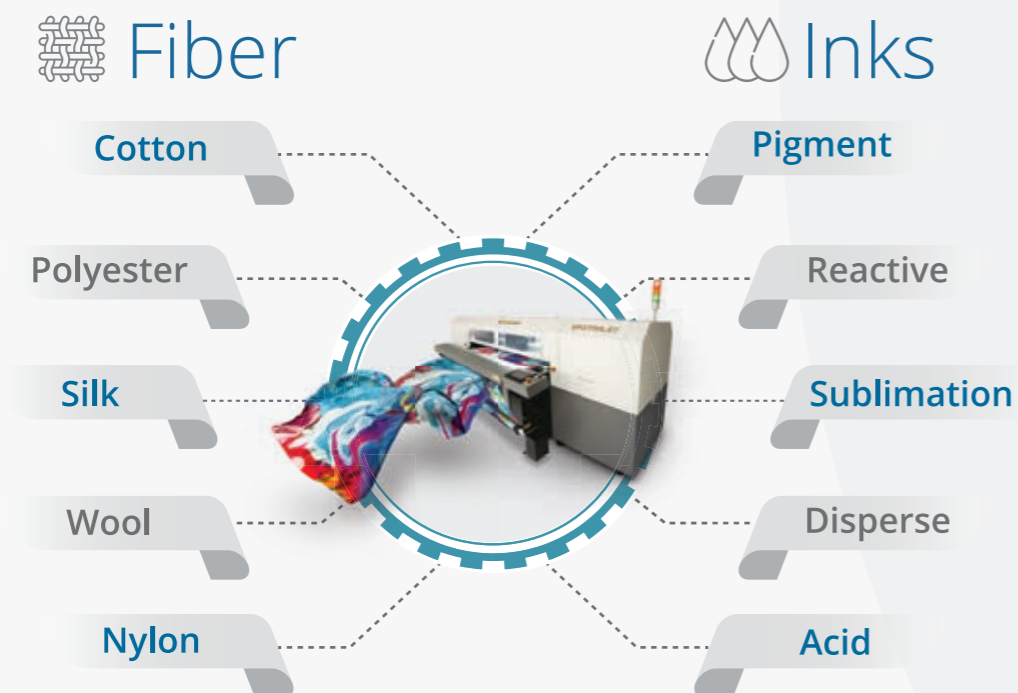 Fiber
Inks
Cotton
Pigment
Polyester
Reactive
Silk
Sublimation
Wool
Disperse
Nylon
Acid